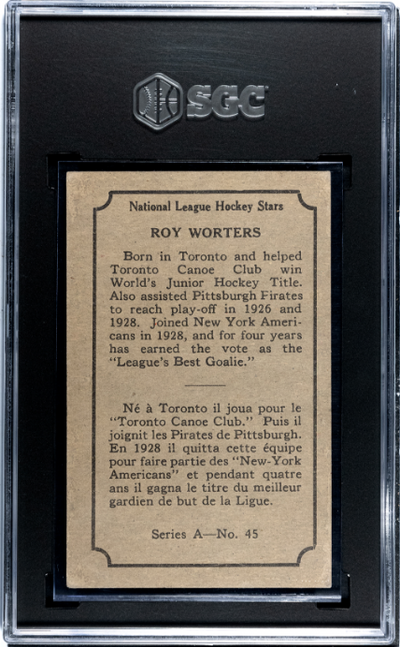 SGC
National League Hockey Stars
ROY WORTERS
Born in Toronto and helped
Toronto Canoe Club win
World's Junior Hockey Title.
Also assisted Pittsburgh Firates
to reach play-off in 1926 and
1928. Joined New York Ameri-
cans in 1928, and for four years
has earned the vote as the
"League's Best Goalie."
Né à Toronto il joua pour le
"Toronto Canoe Club." Puis il
joignit les Pirates de Pittsburgh.
En 1928 il quitta cette équipe
pour faire partie des "New-York
Americans" et pendant quatre
ans il gagna le titre du meilleur
gardien de but de la Ligue.
Series A—No. 45